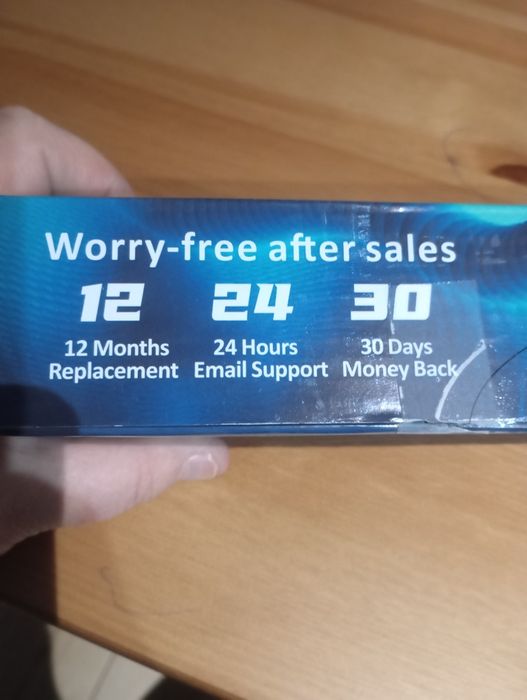 Worry-free after sales
12 24 30
12 Months 24 Hours 30 Days
Replacement Email Support Money Back